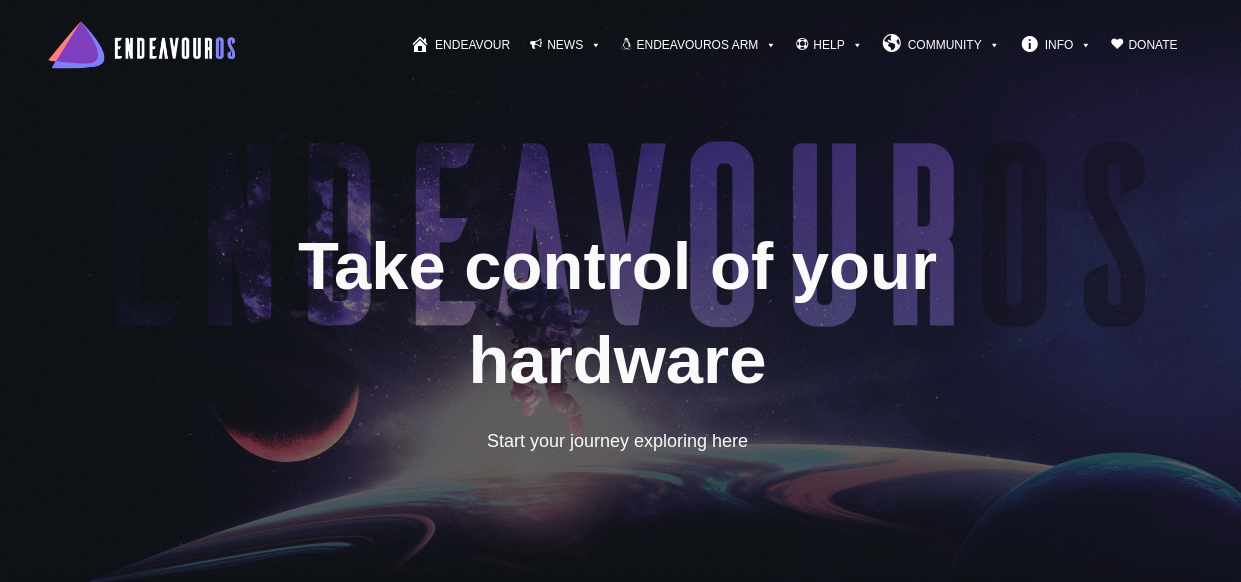 ENDEAVOUROS
ENDEAVOUR NEWS ENDEAVOUROS ARM HELP COMMUNITY INFO DONATE
ENDEAVOUROS
Take control of your
hardware
Start your journey exploring here